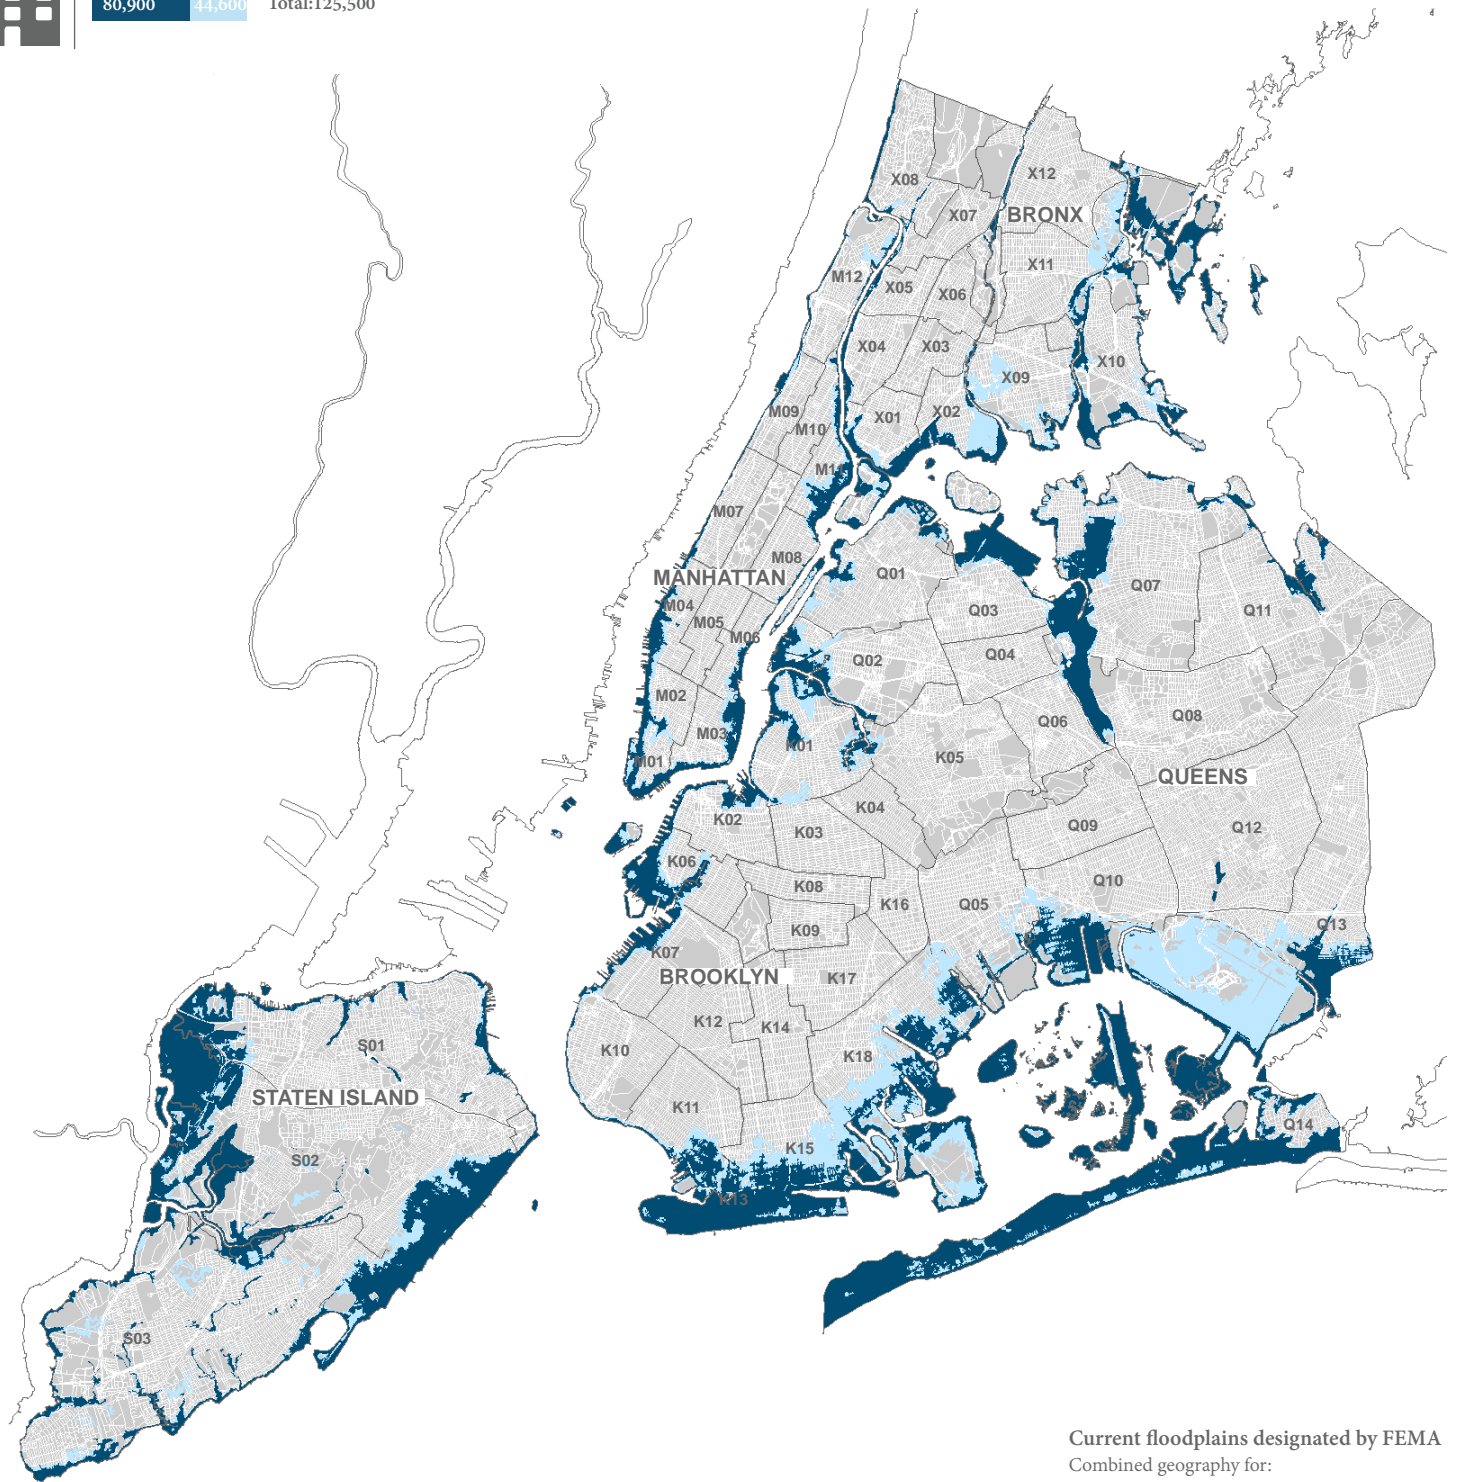 80,900 44,600 Total:125,500
X08
X12
X07
BRONX
X11
M12
X05
X06
X04
X03
X10
X09
M09
M10
X01
X02
M11
M07
M08
MANHATTAN
Q01
Q07
M04
M05
M06
Q03
Q11
Q02
Q04
M02
M03
Q06
Q08
K01
M01
K05
QUEENS
K02
K03
K04
Q09
Q12
K06
K08
K16
Q05
Q10
K09
Q13
K07
BROOKLYN
K17
K12
K14
S01
K10
K18
STATEN ISLAND
K11
K15
Q14
S02
K13
S03
Current floodplains designated by FEMA
Combined geography for: